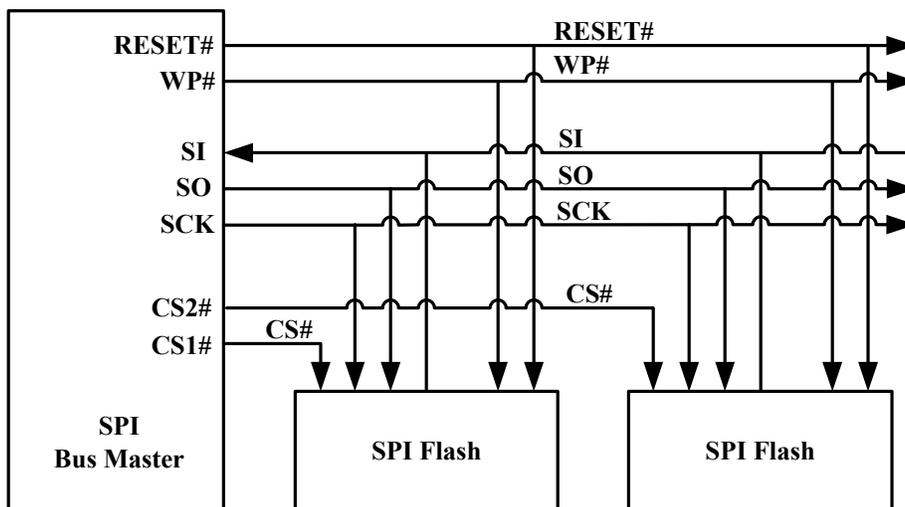 RESET#
RESET#
WP#
WP#
SI
SI
SO
SO
SCK
SCK
CS2#
CS#
CS1#
CS#
SPI
Bus Master
SPI Flash
SPI Flash